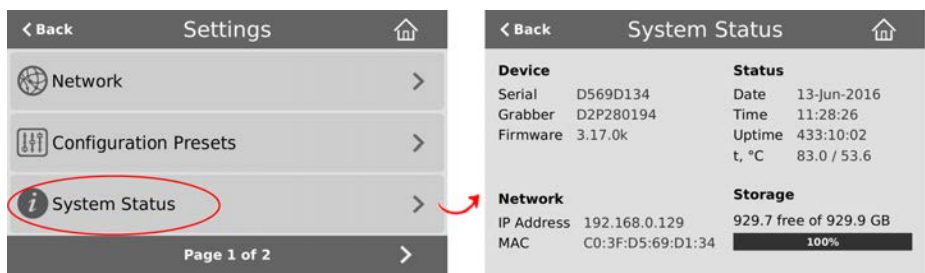 Back
Settings
Network
Configuration Presets
System Status
Page 1 of 2
Back
System Status
Device
Serial D569D134
Grabber D2P280194
Firmware 3.17.0k
Status
Date 13-Jun-2016
Time 11:28:26
Uptime 433:10:02
t, °C 83.0 / 53.6
Network
IP Address 192.168.0.129
MAC C0:3F:D5:69:D1:34
Storage
929.7 free of 929.9 GB
100%